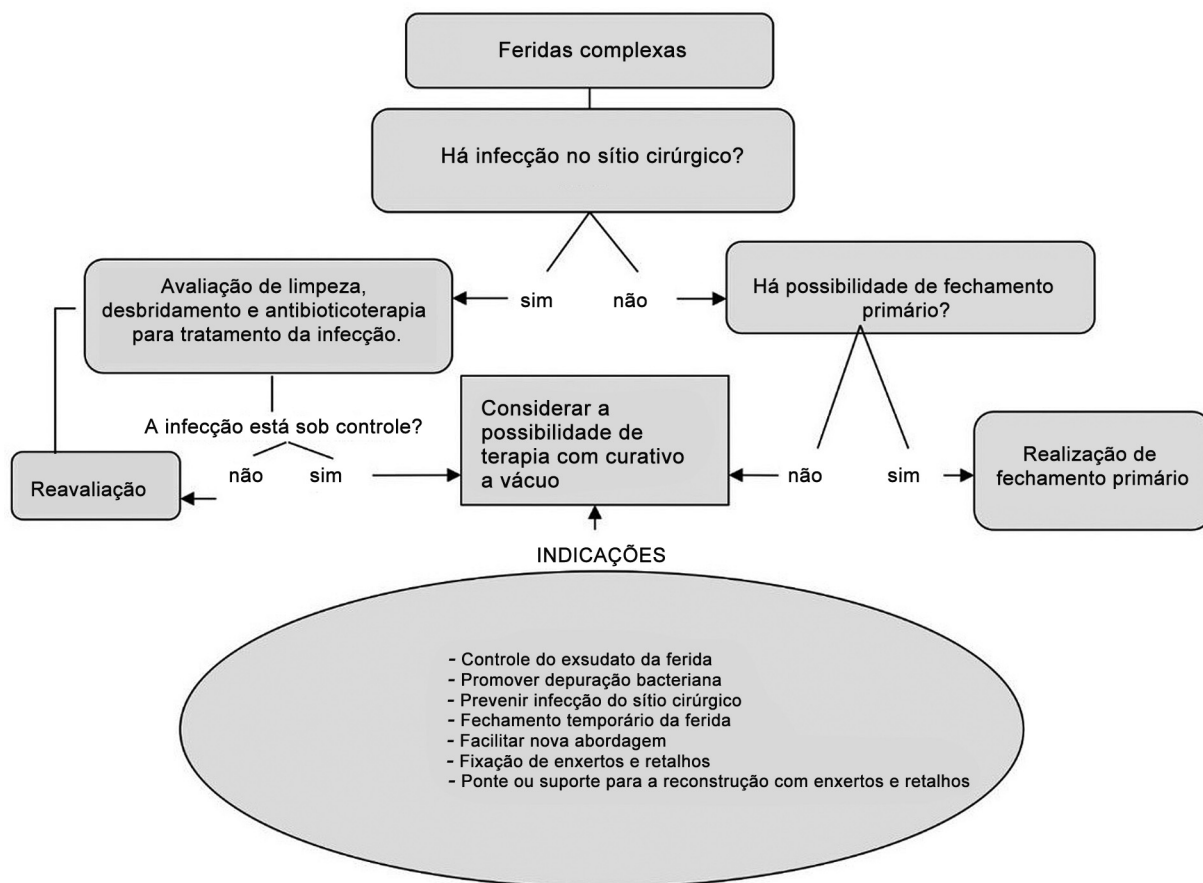 Feridas complexas
Há infecção no sítio cirúrgico?
sim
não
Avaliação de limpeza,
desbridamento e antibioticoterapia
para tratamento da infecção.
Há possibilidade de fechamento
primário?
A infecção está sob controle?
não
sim
Reavaliação
Considerar a
possibilidade de
terapia com curativo
a vácuo
não
sim
Realização de
fechamento primário
INDICAÇÕES
- Controle do exsudato da ferida
- Promover depuração bacteriana
- Prevenir infecção do sítio cirúrgico
- Fechamento temporário da ferida
- Facilitar nova abordagem
- Fixação de enxertos e retalhos
- Ponte ou suporte para a reconstrução com enxertos e retalhos